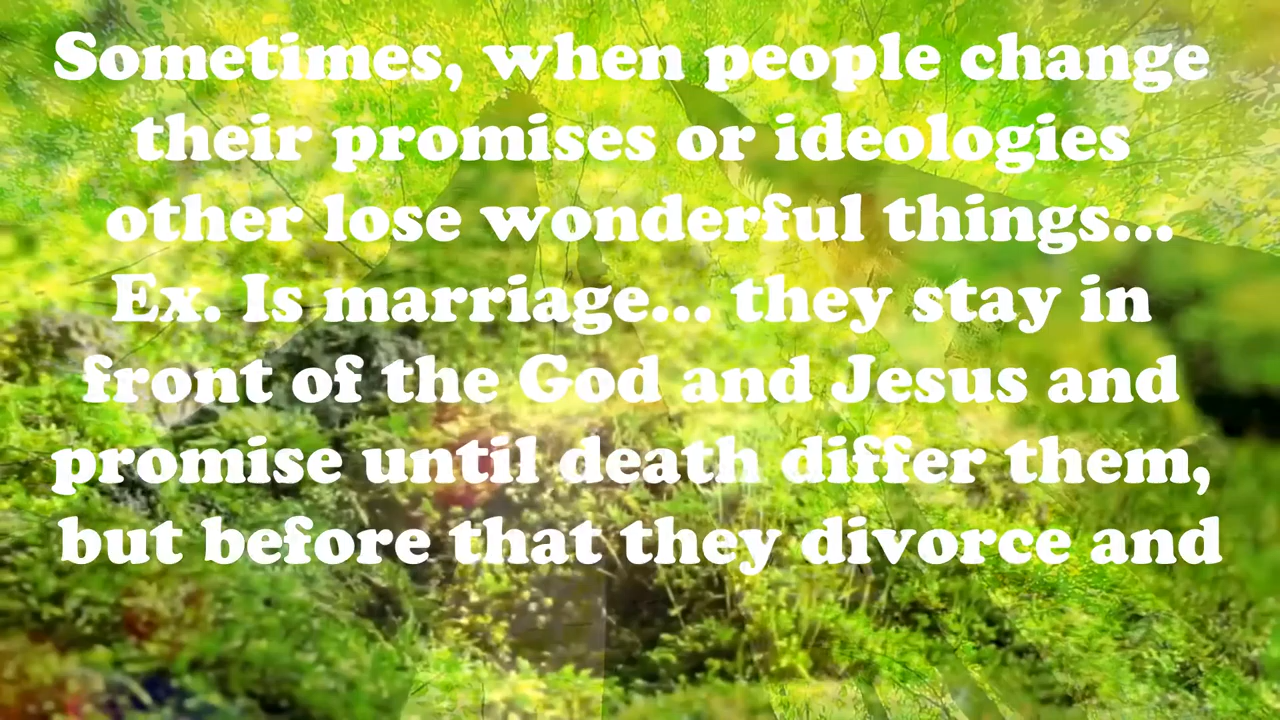 Sometimes, when people change
their promises or ideologies
other lose wonderful things...
Ex. Is marriage... they stay in
front of the God and Jesus and
promise until death differ them,
but before that they divorce and